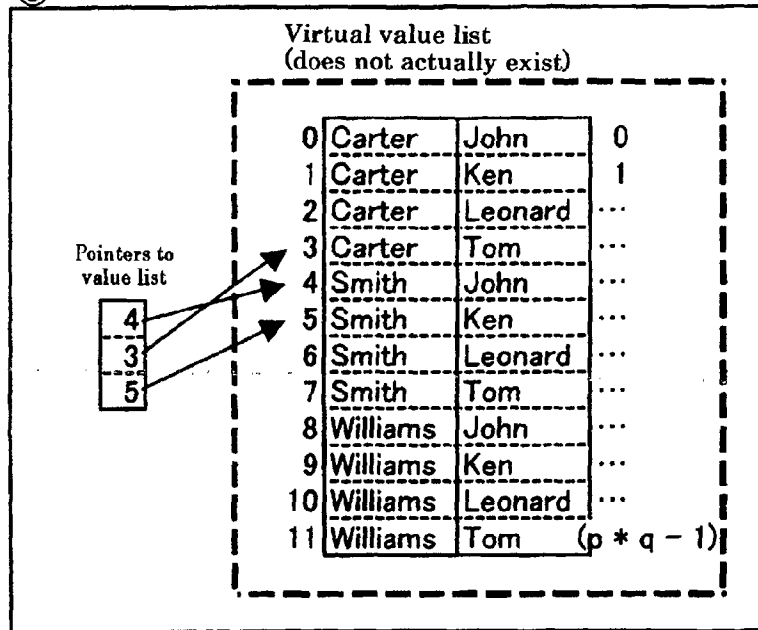 Virtual value list
(does not actually exist)
0 Carter John 0
1 Carter Ken 1
2 Carter Leonard ...
3 Carter Tom ...
4 Smith John ...
5 Smith Ken ...
6 Smith Leonard ...
7 Smith Tom ...
8 Williams John ...
9 Williams Ken ...
10 Williams Leonard ...
11 Williams Tom (p * q - 1)
Pointers to
value list
4
3
5